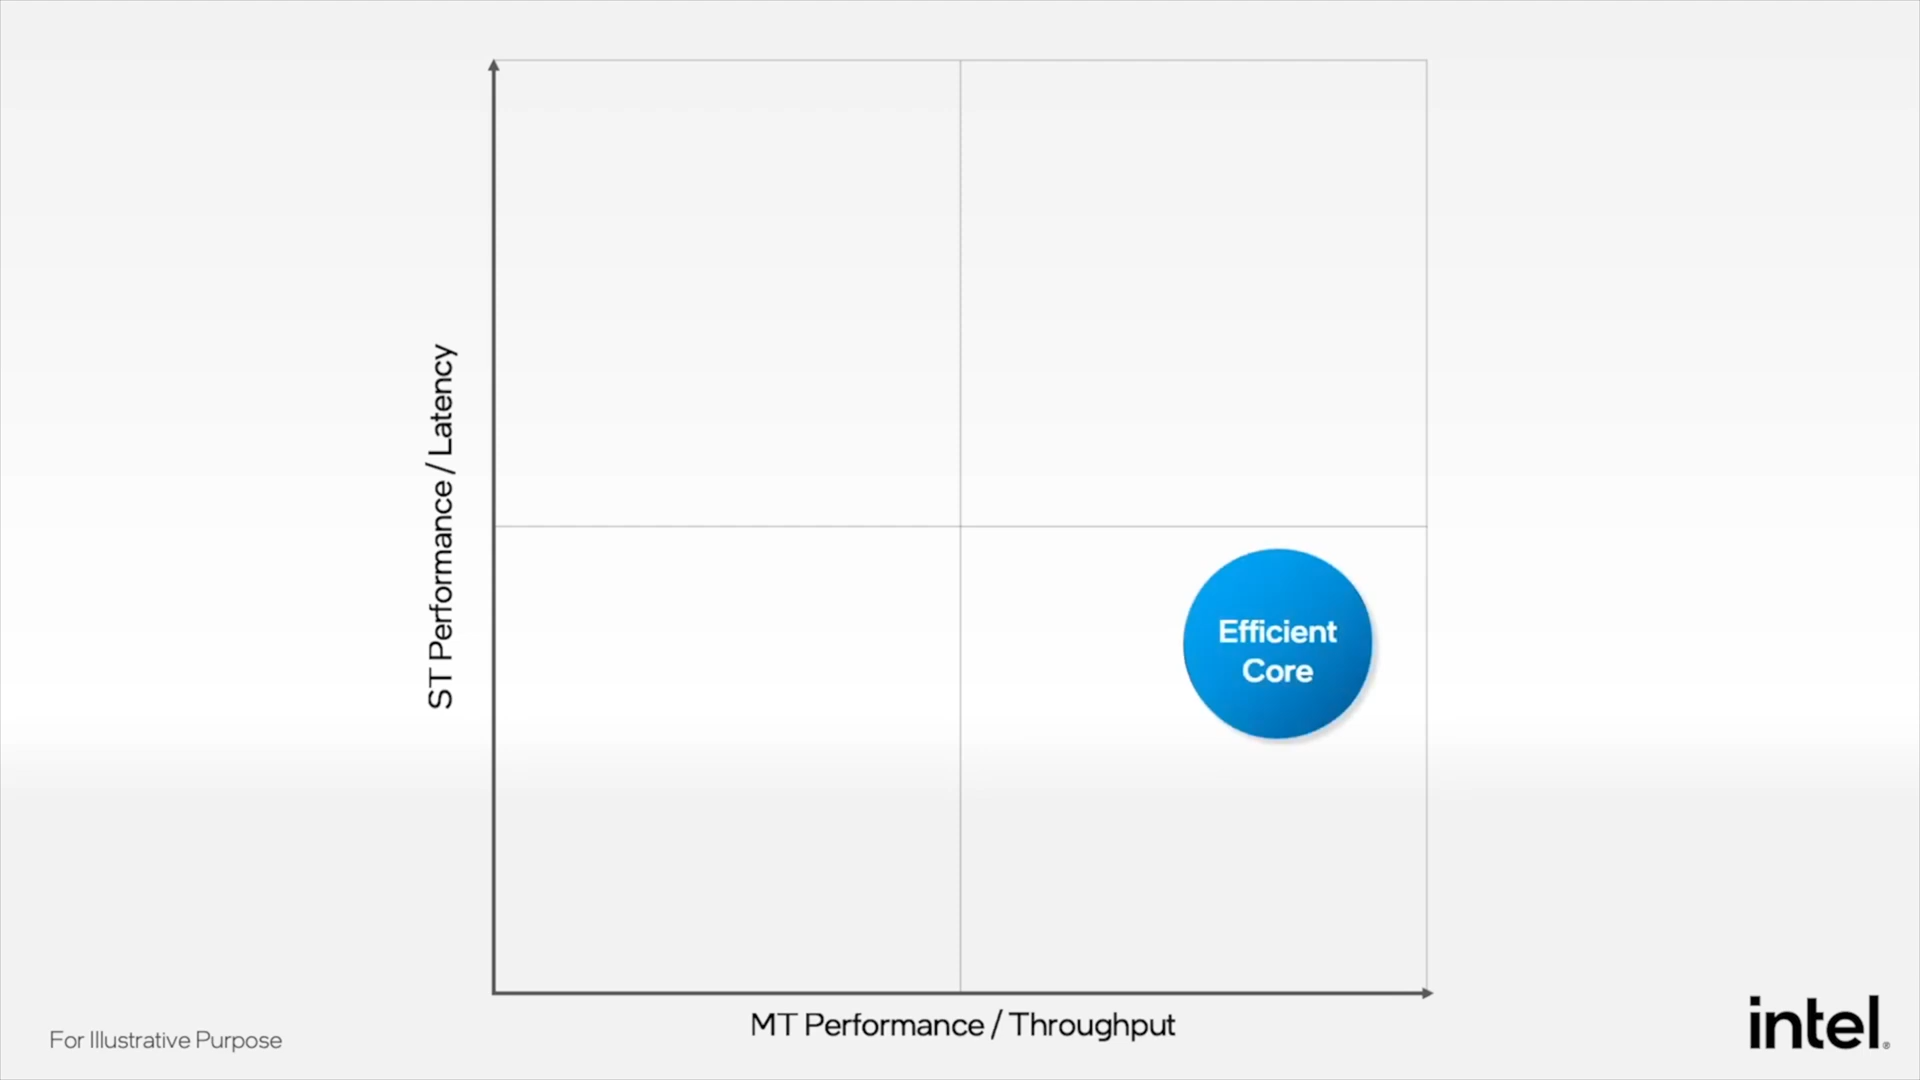 ST Performance / Latency
Efficient
Core
MT Performance / Throughput
For Illustrative Purpose
intel®